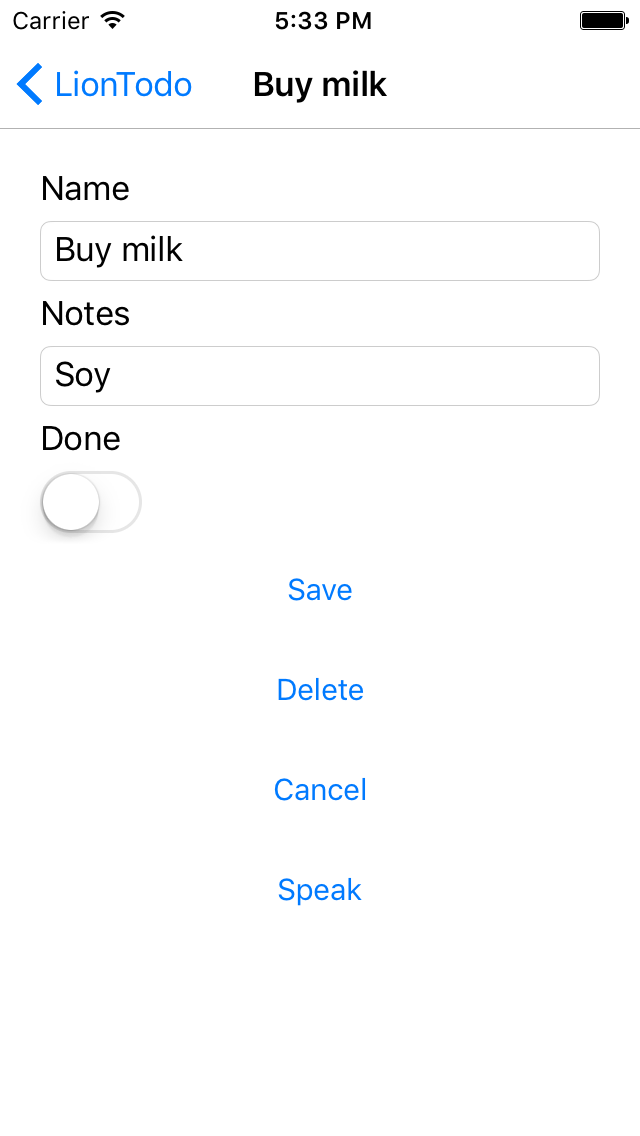 Carrier 5:33 PM
LionTodo Buy milk
Name
Buy milk
Notes
Soy
Done
Save
Delete
Cancel
Speak